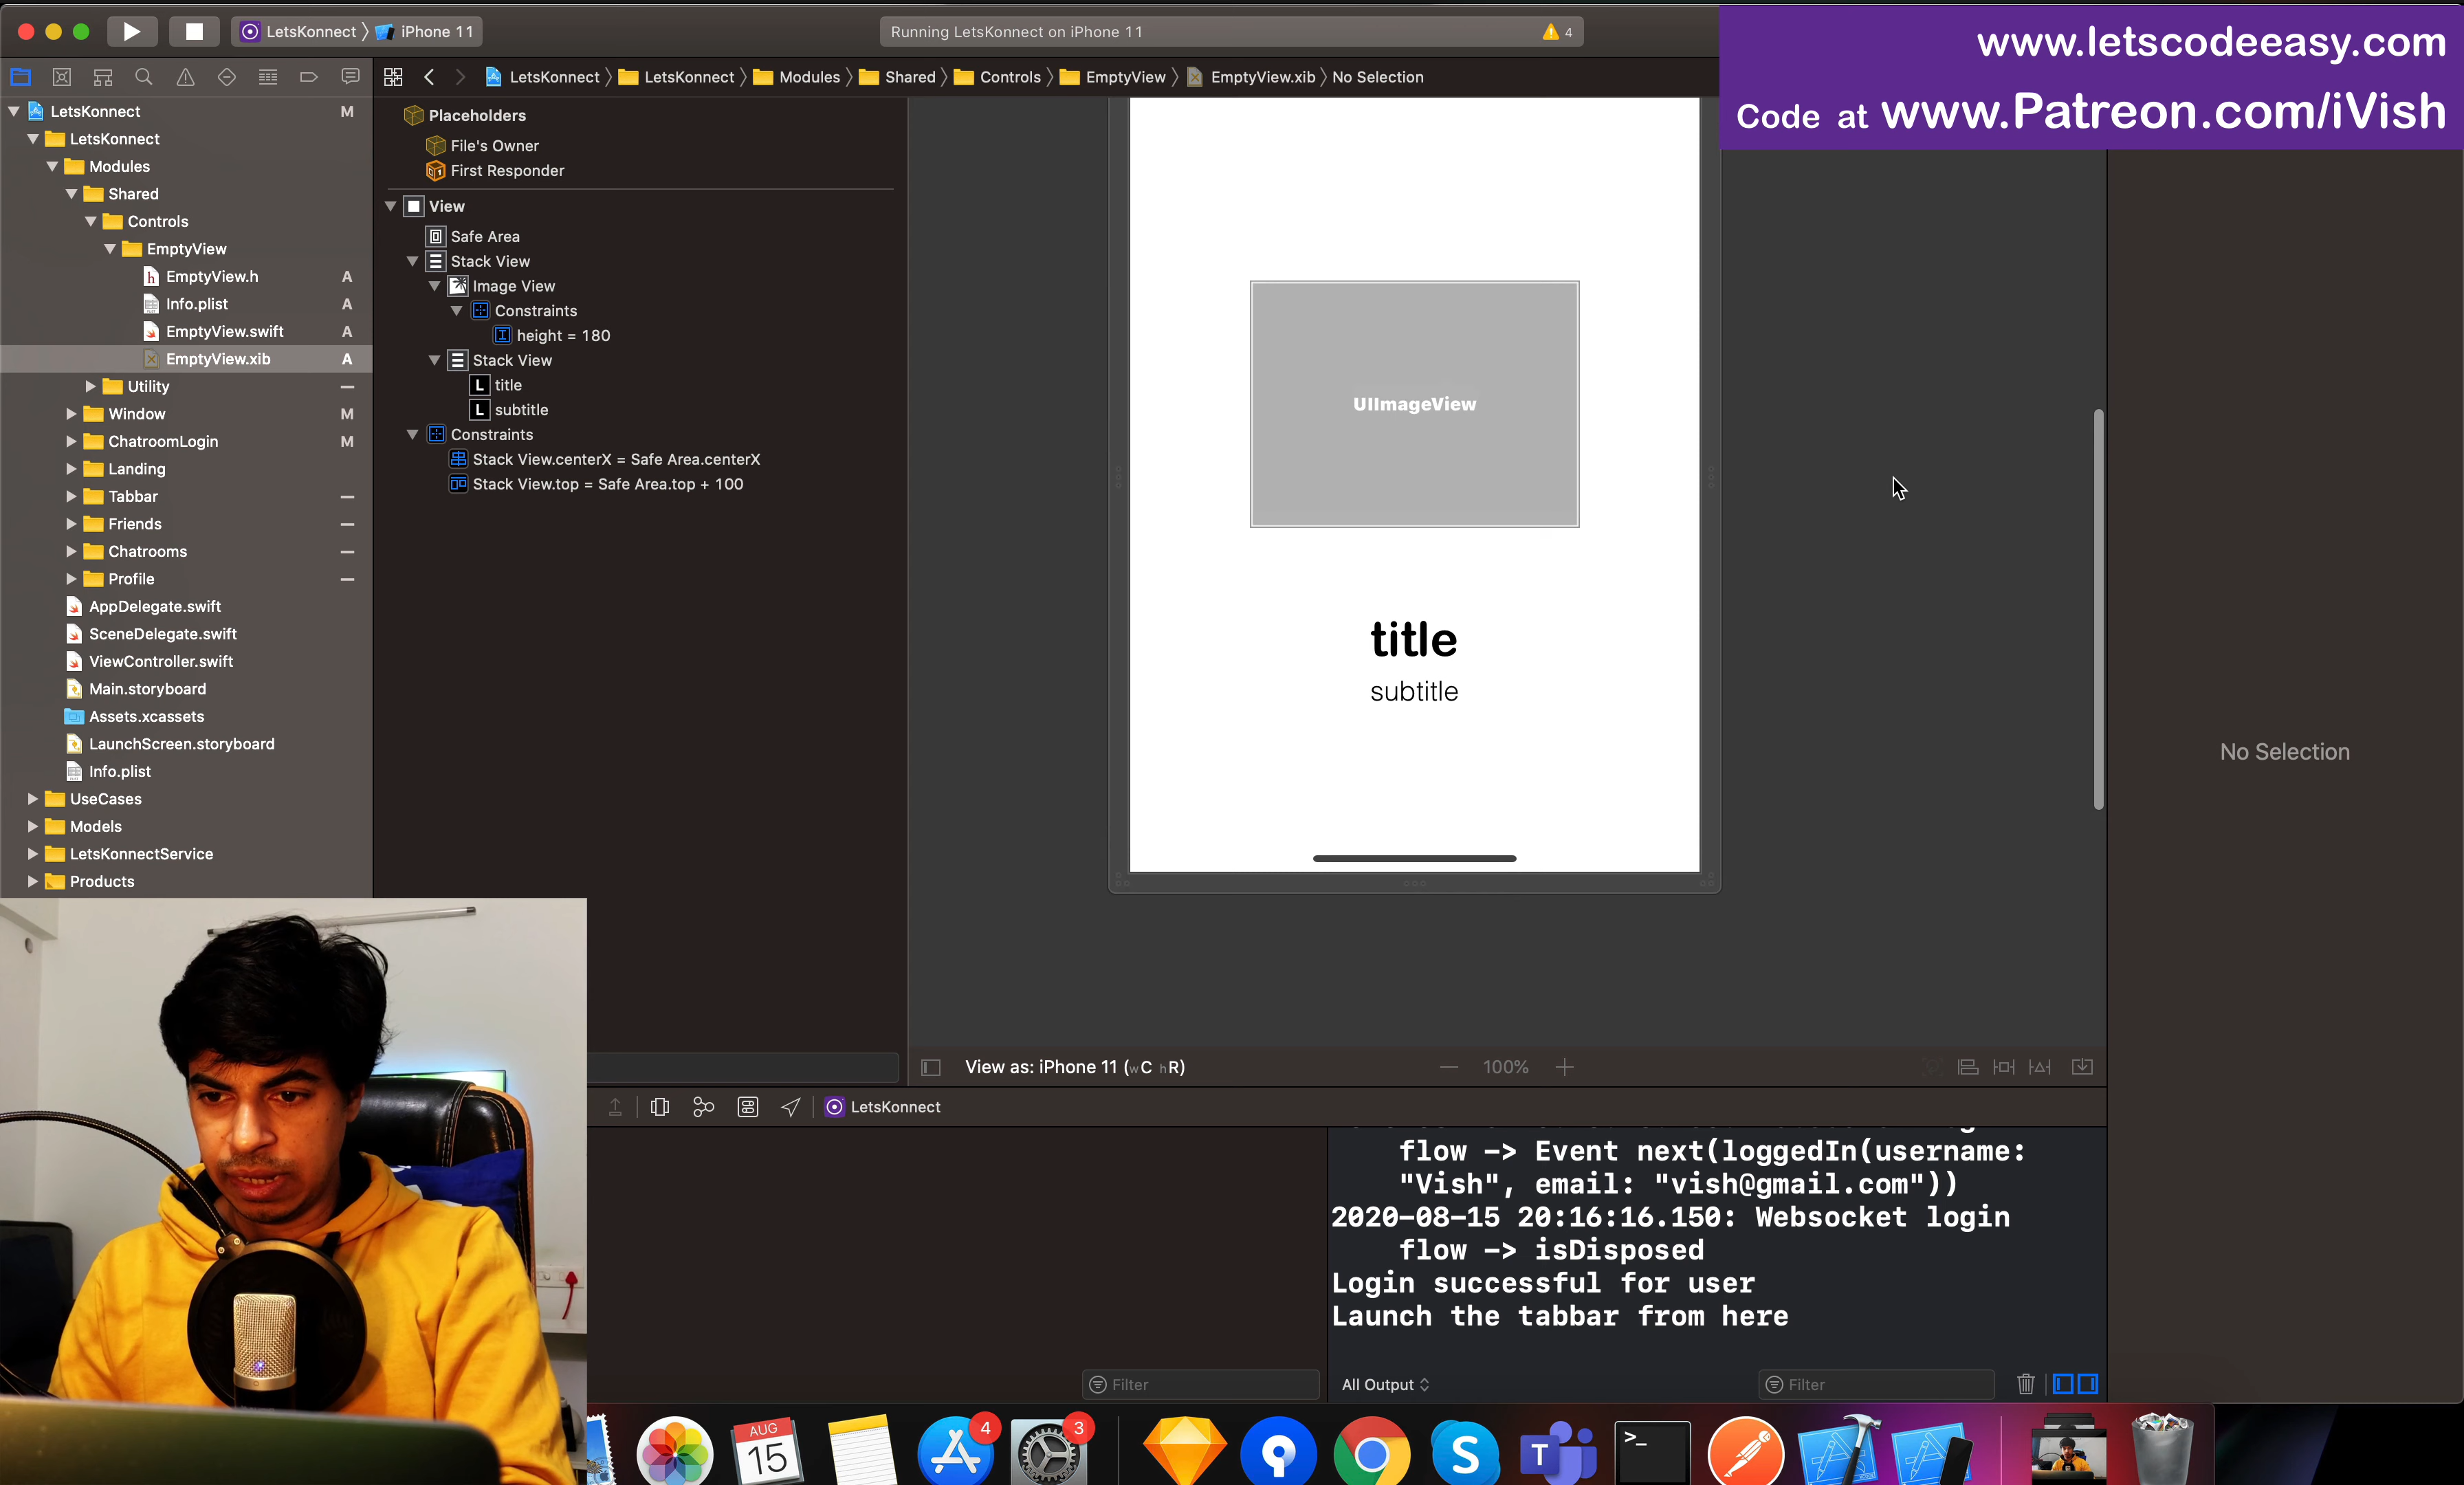 LetsKonnect 〉 iPhone 11
Running LetsKonnect on iPhone 11
4
www.letscodeeasy.com
Code at www.Patreon.com/iVish
LetsKonnect 〉 LetsKonnect 〉 Modules 〉 Shared 〉 Controls 〉 EmptyView 〉 EmptyView.xib 〉 No Selection
LetsKonnect M
LetsKonnect
Modules
Shared
Controls
EmptyView
EmptyView.h A
Info.plist A
EmptyView.swift A
EmptyView.xib A
Utility
Window M
ChatroomLogin M
Landing
Tabbar
Friends
Chatrooms
Profile
AppDelegate.swift
SceneDelegate.swift
ViewController.swift
Main.storyboard
Assets.xcassets
LaunchScreen.storyboard
Info.plist
UseCases
Models
LetsKonnectService
Products
Placeholders
File's Owner
First Responder
View
Safe Area
Stack View
Image View
Constraints
height = 180
Stack View
L title
L subtitle
Constraints
Stack View.centerX = Safe Area.centerX
Stack View.top = Safe Area.top + 100
UIImageView
title
subtitle
No Selection
View as: iPhone 11 (wC hR)
100%
LetsKonnect
flow -> Event next(loggedIn(username:
"Vish", email: "vish@gmail.com"))
2020-08-15 20:16:16.150: Websocket login
flow -> isDisposed
Login successful for user
Launch the tabbar from here
Filter
All Output
Filter
AUG
15
4
3
S
T
>_